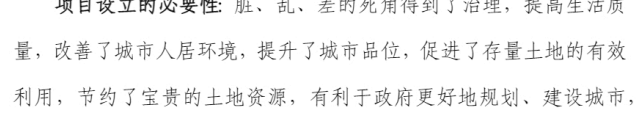 项目设立的必要性：脏、乱、差的死角得到了治理，提高生活质
量，改善了城市人居环境，提升了城市品位，促进了存量土地的有效
利用，节约了宝贵的土地资源，有利于政府更好地规划、建设城市，